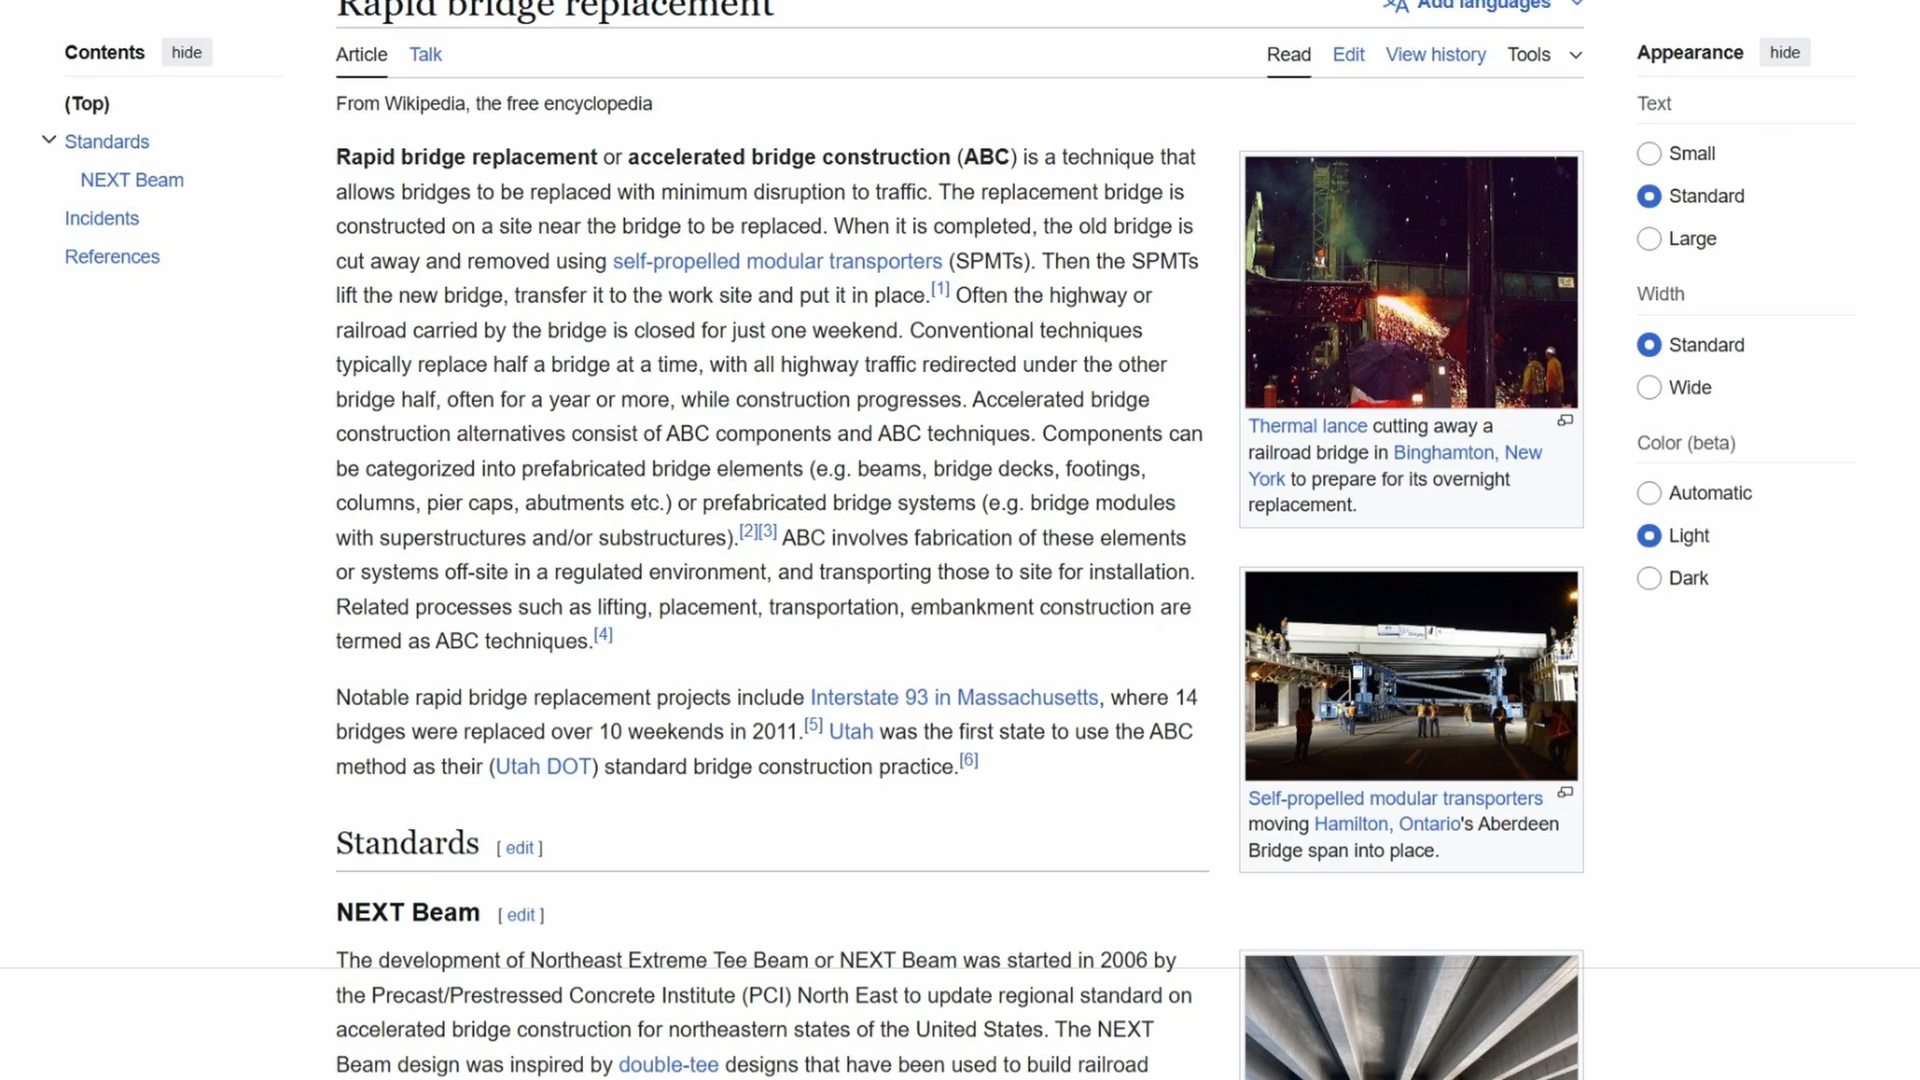 Rapid bridge replacement
Add languages
Contents hide
Article Talk
Read Edit View history Tools
Appearance hide
(Top)
Standards
NEXT Beam
Incidents
References
From Wikipedia, the free encyclopedia
Rapid bridge replacement or accelerated bridge construction (ABC) is a technique that
allows bridges to be replaced with minimum disruption to traffic. The replacement bridge is
constructed on a site near the bridge to be replaced. When it is completed, the old bridge is
cut away and removed using self-propelled modular transporters (SPMTs). Then the SPMTs
lift the new bridge, transfer it to the work site and put it in place.[1] Often the highway or
railroad carried by the bridge is closed for just one weekend. Conventional techniques
typically replace half a bridge at a time, with all highway traffic redirected under the other
bridge half, often for a year or more, while construction progresses. Accelerated bridge
construction alternatives consist of ABC components and ABC techniques. Components can
be categorized into prefabricated bridge elements (e.g. beams, bridge decks, footings,
columns, pier caps, abutments etc.) or prefabricated bridge systems (e.g. bridge modules
with superstructures and/or substructures).[2][3] ABC involves fabrication of these elements
or systems off-site in a regulated environment, and transporting those to site for installation.
Related processes such as lifting, placement, transportation, embankment construction are
termed as ABC techniques.[4]
Notable rapid bridge replacement projects include Interstate 93 in Massachusetts, where 14
bridges were replaced over 10 weekends in 2011.[5] Utah was the first state to use the ABC
method as their (Utah DOT) standard bridge construction practice.[6]
Standards [ edit ]
NEXT Beam [ edit ]
The development of Northeast Extreme Tee Beam or NEXT Beam was started in 2006 by
the Precast/Prestressed Concrete Institute (PCI) North East to update regional standard on
accelerated bridge construction for northeastern states of the United States. The NEXT
Beam design was inspired by double-tee designs that have been used to build railroad
Thermal lance cutting away a
railroad bridge in Binghamton, New
York to prepare for its overnight
replacement.
Self-propelled modular transporters
moving Hamilton, Ontario's Aberdeen
Bridge span into place.
Text
Small
Standard
Large
Width
Standard
Wide
Color (beta)
Automatic
Light
Dark